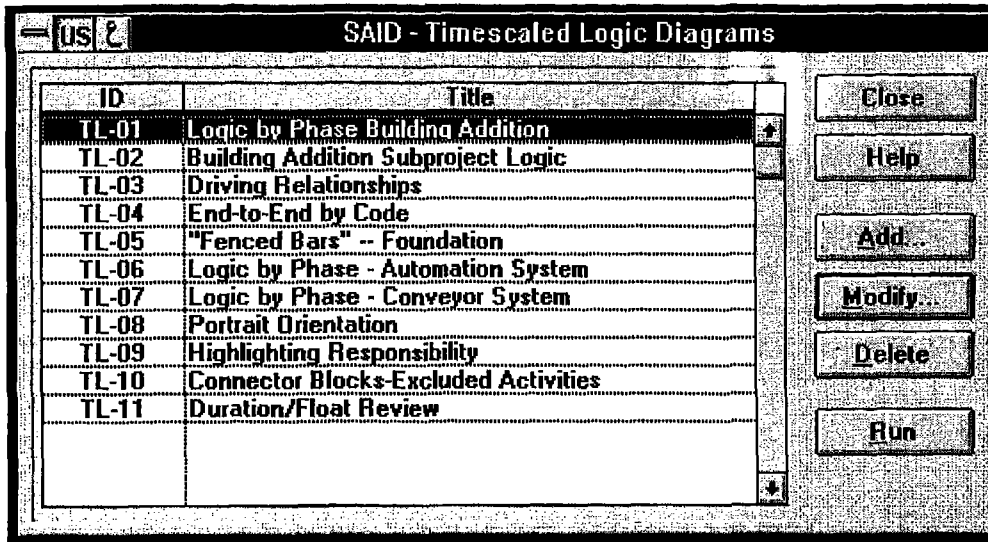 US SAID - Timescaled Logic Diagrams
ID Title
TL-01 Logic by Phase Building Addition
TL-02 Building Addition Subproject Logic
TL-03 Driving Relationships
TL-04 End-to-End by Code
TL-05 "Fenced Bars" -- Foundation
TL-06 Logic by Phase - Automation System
TL-07 Logic by Phase - Conveyor System
TL-08 Portrait Orientation
TL-09 Highlighting Responsibility
TL-10 Connector Blocks-Excluded Activities
TL-11 Duration/Float Review
Close
Help
Add...
Modify...
Delete
Run